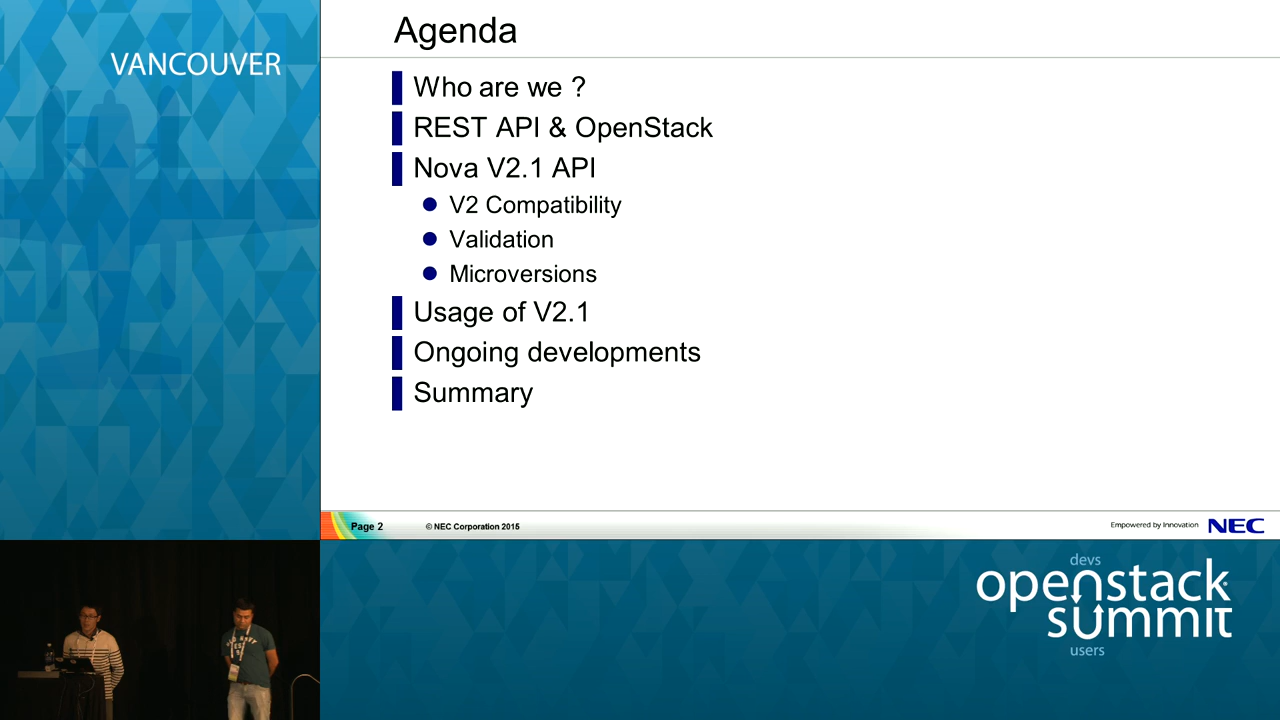 VANCOUVER
Agenda
Who are we ?
REST API & OpenStack
Nova V2.1 API
V2 Compatibility
Validation
Microversions
Usage of V2.1
Ongoing developments
Summary
Page 2
© NEC Corporation 2015
Empowered by Innovation
NEC
devs
openstack
summit
users